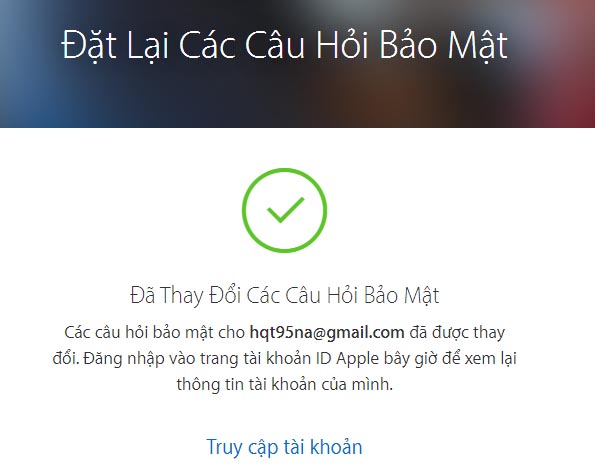 Đặt Lại Các Câu Hỏi Bảo Mật
Đã Thay Đổi Các Câu Hỏi Bảo Mật
Các câu hỏi bảo mật cho hqt95na@gmail.com đã được thay
đổi. Đăng nhập vào trang tài khoản ID Apple bây giờ để xem lại
thông tin tài khoản của mình.
Truy cập tài khoản